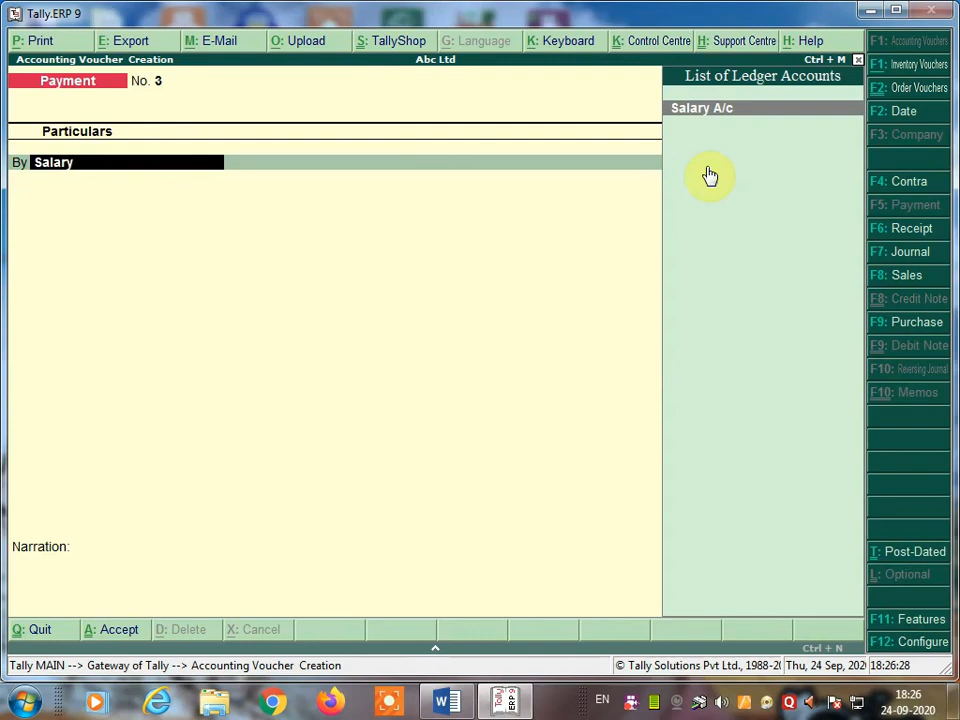 Tally.ERP 9
P: Print
E: Export
M: E-Mail
O: Upload
S: TallyShop
G: Language
K: Keyboard
K: Control Centre
H: Support Centre
H: Help
Accounting Voucher Creation
Abc Ltd
Ctrl + M
Payment No. 3
Particulars
By Salary
Narration:
List of Ledger Accounts
Salary A/c
F1: Accounting Vouchers
F1: Inventory Vouchers
F2: Order Vouchers
F2: Date
F3: Company
F4: Contra
F5: Payment
F6: Receipt
F7: Journal
F8: Sales
F8: Credit Note
F9: Purchase
F9: Debit Note
F10: Reversing Journal
F10: Memos
T: Post-Dated
L: Optional
F11: Features
F12: Configure
Q: Quit
A: Accept
D: Delete
X: Cancel
Ctrl + N
Tally MAIN --> Gateway of Tally --> Accounting Voucher Creation
© Tally Solutions Pvt Ltd., 1988-2
Thu, 24 Sep, 202
18:26:28
EN
18:26
24-09-2020